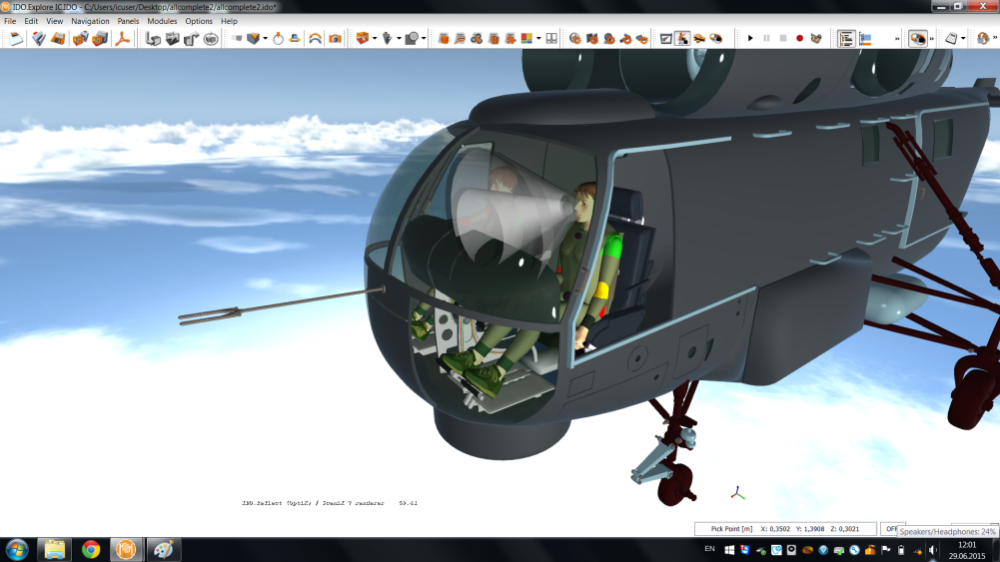 IDO.Explore IC.IDO - C:/Users/icuser/Desktop/allcomplete2/allcomplete2.ido*
File Edit View Navigation Panels Modules Options Help
Pick Point [m] X: 0,3502 Y: 1,3908 Z: 0,3021
OFF
Speakers/Headphones: 24%
EN
12:01
29.06.2015